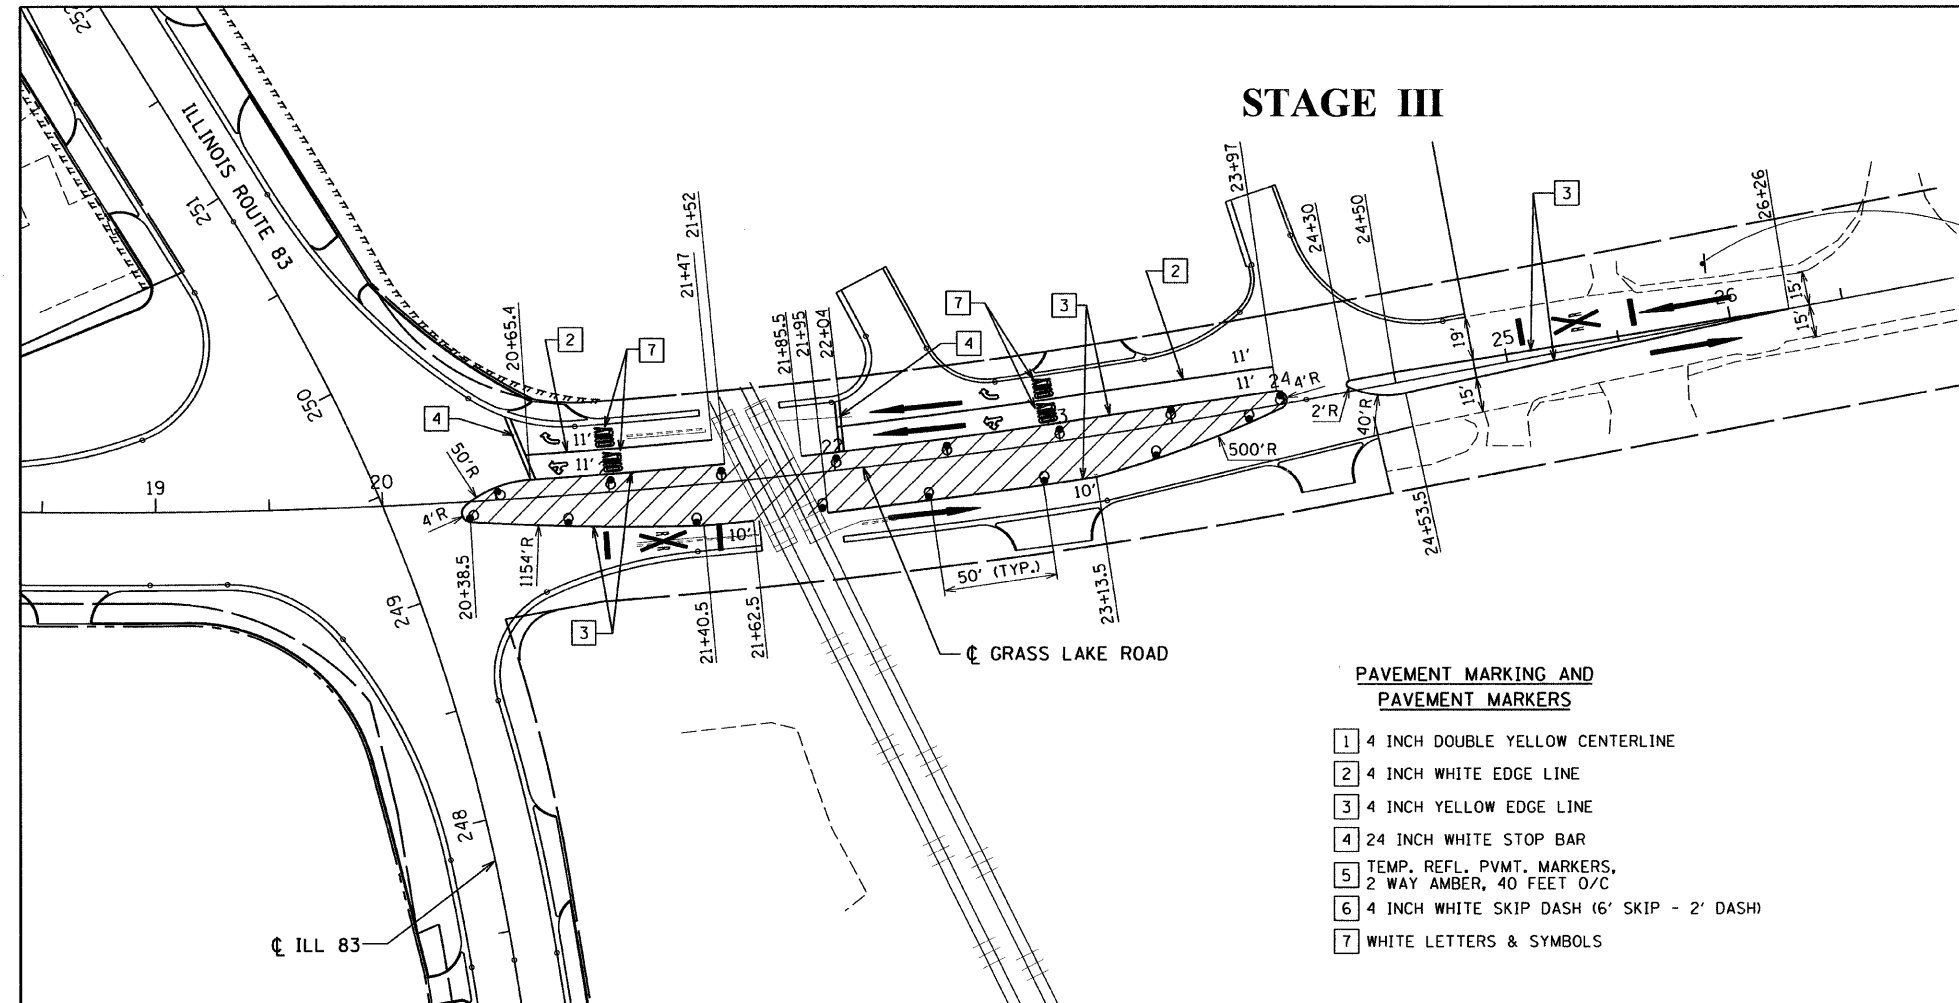 STAGE III
252
ILLINOIS ROUTE 83
251
250
249
248
19
20
22
24
25
26
20+65.4
21+47
21+52
21+85.5
21+95
22+04
23+97
24+30
24+50
26+26
2
7
4
7
3
2
4
3
3
11'
11'
11'
11'
50'R
4'R
1154'R
20+38.5
21+40.5
21+62.5
10'
R R
10'
50' (TYP.)
23+13.5
500'R
4'R
2'R
40'R
24+53.5
19'
15'
15'
15'
R R
℄ GRASS LAKE ROAD
℄ ILL 83
PAVEMENT MARKING AND
PAVEMENT MARKERS
1 4 INCH DOUBLE YELLOW CENTERLINE
2 4 INCH WHITE EDGE LINE
3 4 INCH YELLOW EDGE LINE
4 24 INCH WHITE STOP BAR
5 TEMP. REFL. PVMT. MARKERS,
2 WAY AMBER, 40 FEET O/C
6 4 INCH WHITE SKIP DASH (6' SKIP - 2' DASH)
7 WHITE LETTERS & SYMBOLS